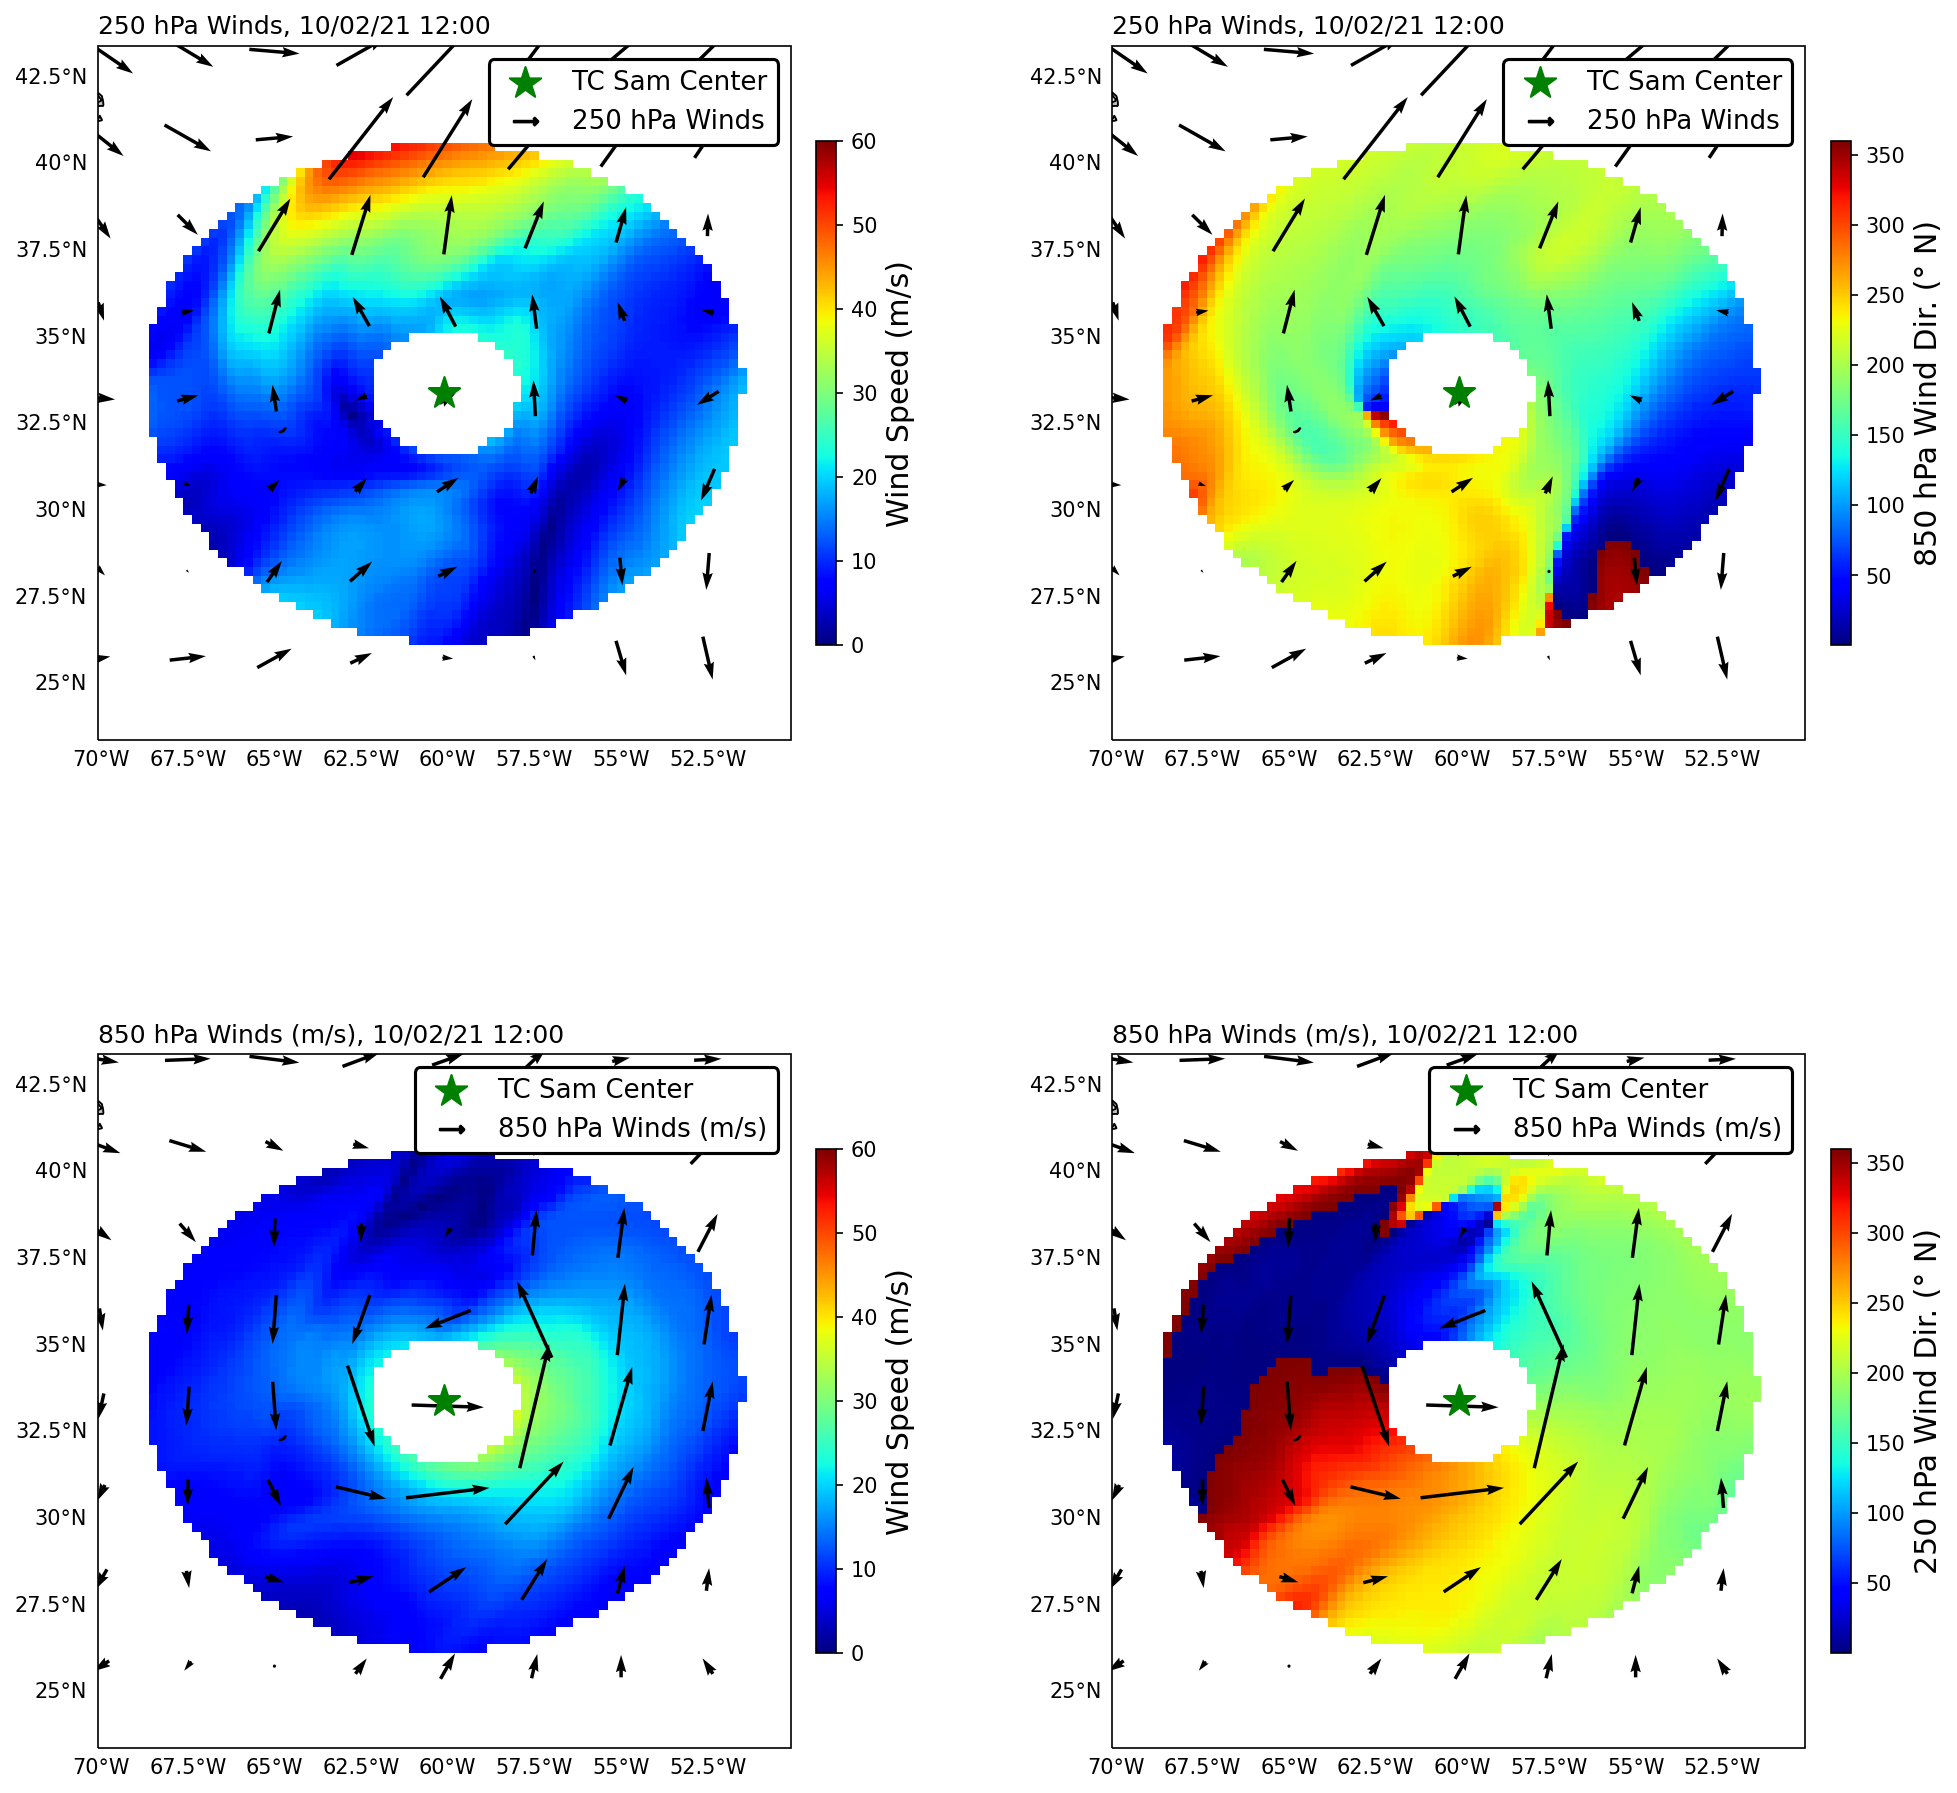 250 hPa Winds, 10/02/21 12:00
TC Sam Center
250 hPa Winds
42.5°N
40°N
37.5°N
35°N
32.5°N
30°N
27.5°N
25°N
70°W 67.5°W 65°W 62.5°W 60°W 57.5°W 55°W 52.5°W
60
50
40
30
20
10
0
Wind Speed (m/s)
250 hPa Winds, 10/02/21 12:00
TC Sam Center
250 hPa Winds
42.5°N
40°N
37.5°N
35°N
32.5°N
30°N
27.5°N
25°N
70°W 67.5°W 65°W 62.5°W 60°W 57.5°W 55°W 52.5°W
350
300
250
200
150
100
50
850 hPa Wind Dir. (° N)
850 hPa Winds (m/s), 10/02/21 12:00
TC Sam Center
850 hPa Winds (m/s)
42.5°N
40°N
37.5°N
35°N
32.5°N
30°N
27.5°N
25°N
70°W 67.5°W 65°W 62.5°W 60°W 57.5°W 55°W 52.5°W
60
50
40
30
20
10
0
Wind Speed (m/s)
850 hPa Winds (m/s), 10/02/21 12:00
TC Sam Center
850 hPa Winds (m/s)
42.5°N
40°N
37.5°N
35°N
32.5°N
30°N
27.5°N
25°N
70°W 67.5°W 65°W 62.5°W 60°W 57.5°W 55°W 52.5°W
350
300
250
200
150
100
50
250 hPa Wind Dir. (° N)